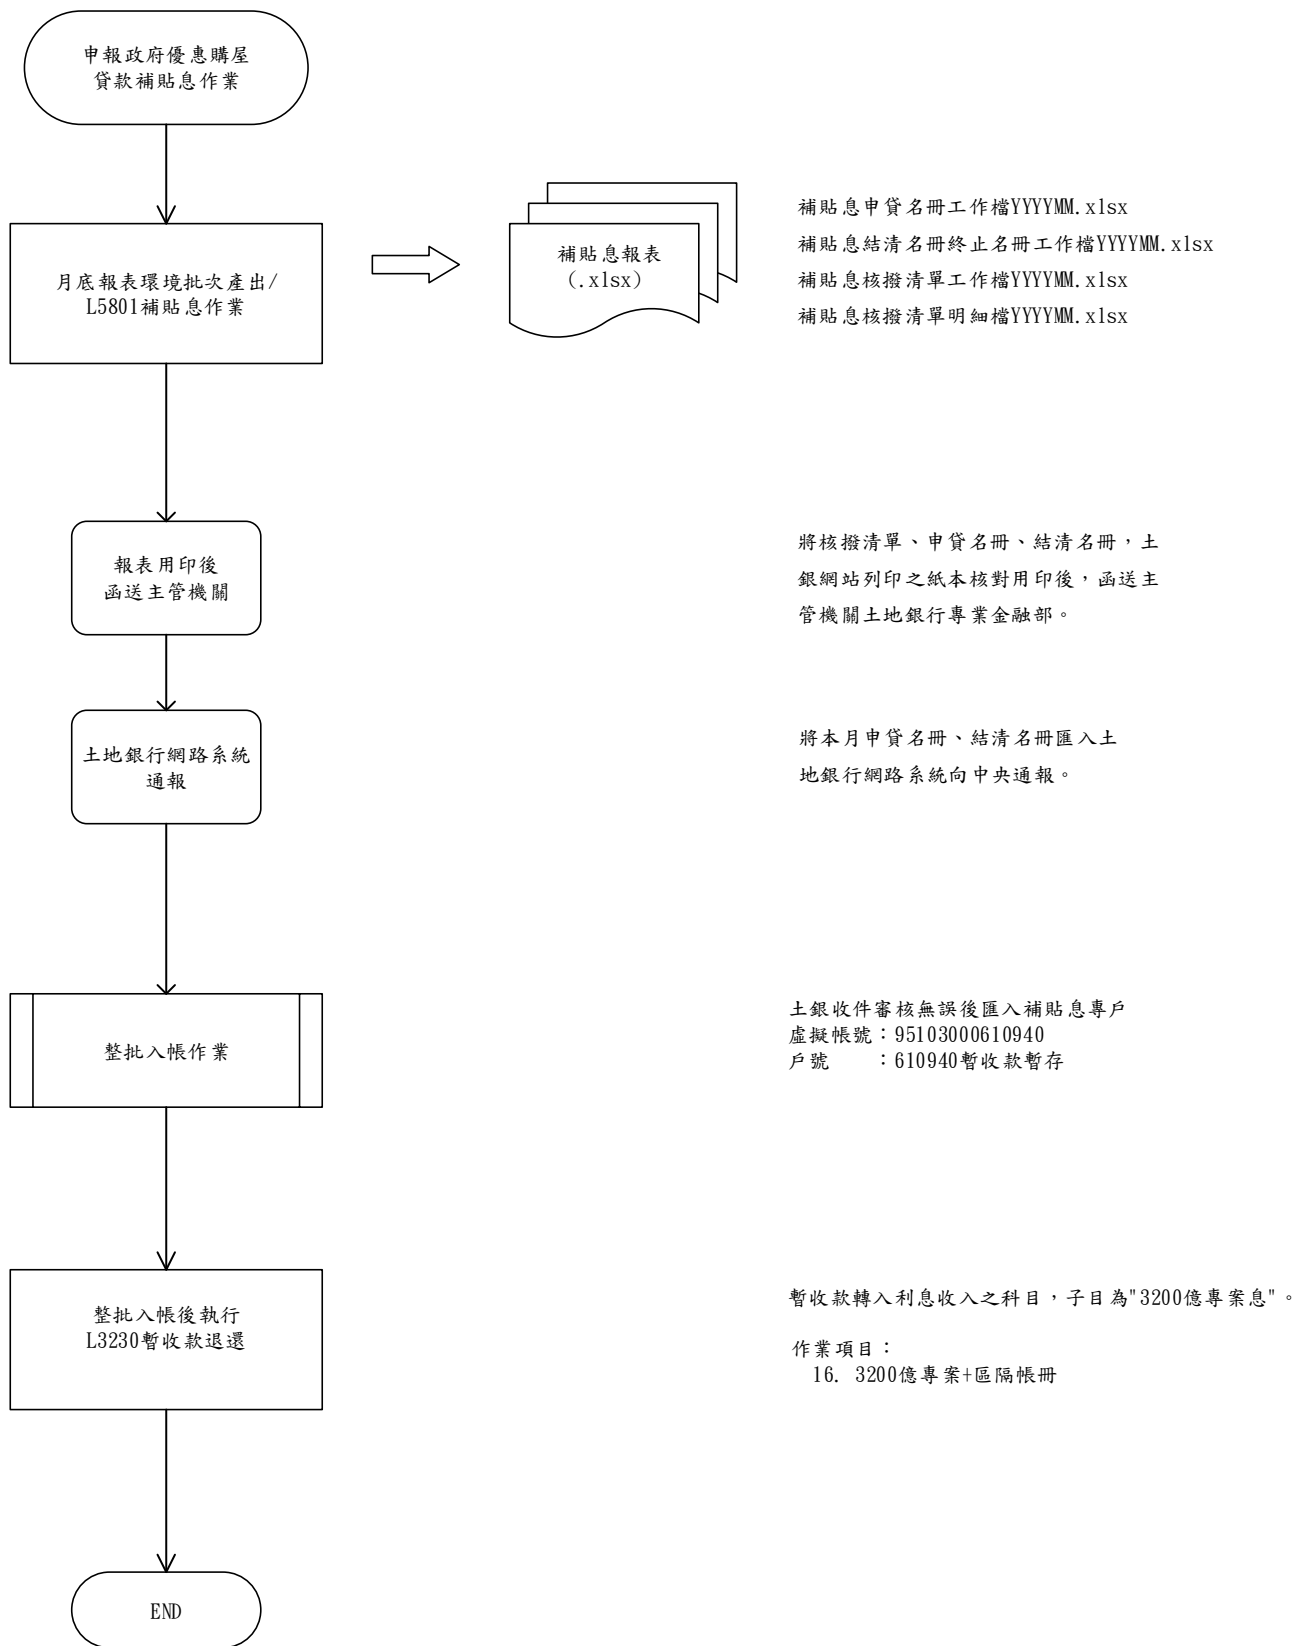 申報政府優惠購屋
貸款補貼息作業
月底報表環境批次產出/
L5801補貼息作業
補貼息報表
(.xlsx)
補貼息申貸名冊工作檔YYYYMM.xlsx
補貼息結清名冊終止名冊工作檔YYYYMM.xlsx
補貼息核撥清單工作檔YYYYMM.xlsx
補貼息核撥清單明細檔YYYYMM.xlsx
報表用印後
函送主管機關
將核撥清單、申貸名冊、結清名冊，土
銀網站列印之紙本核對用印後，函送主
管機關土地銀行專業金融部。
土地銀行網路系統
通報
將本月申貸名冊、結清名冊匯入土
地銀行網路系統向中央通報。
整批入帳作業
土銀收件審核無誤後匯入補貼息專戶
虛擬帳號：95103000610940
戶號　　：610940暫收款暫存
整批入帳後執行
L3230暫收款退還
暫收款轉入利息收入之科目，子目為"3200億專案息"。
作業項目：
16. 3200億專案+區隔帳冊
END